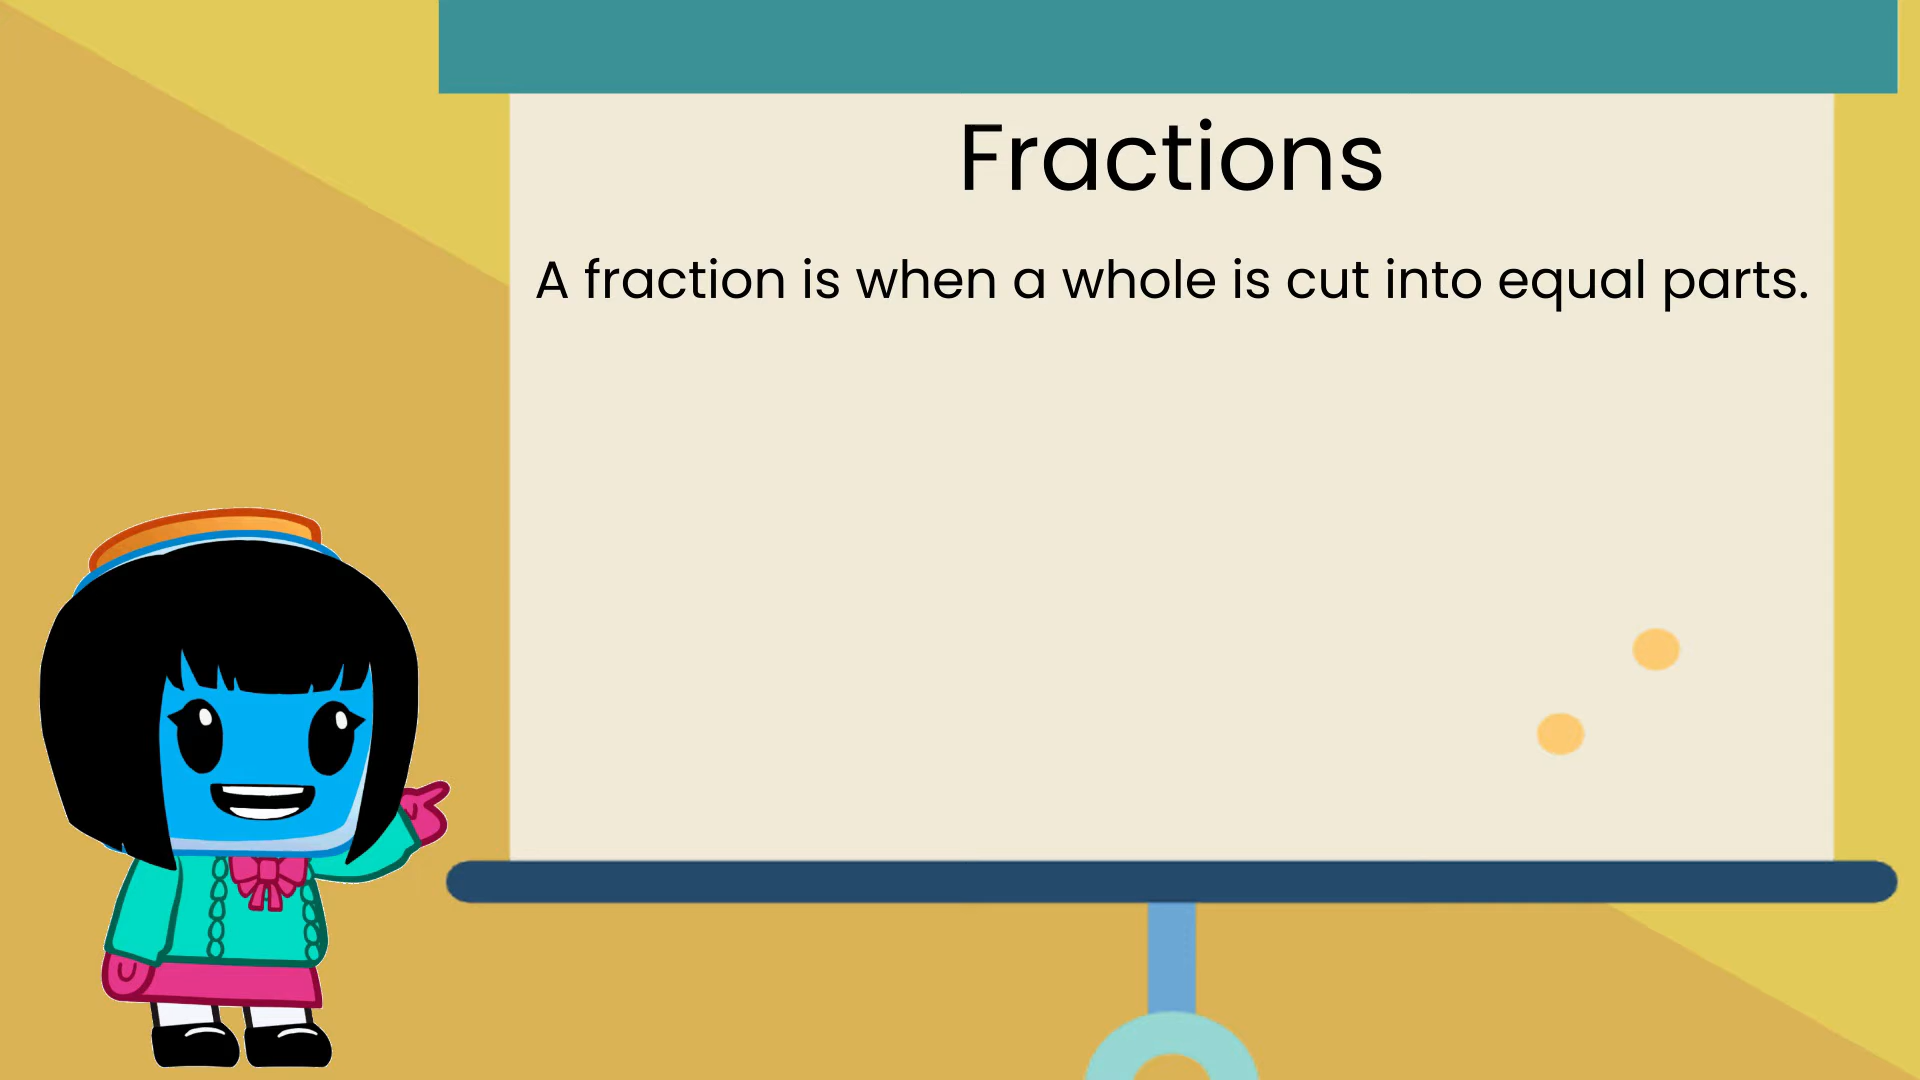 Fractions
A fraction is when a whole is cut into equal parts.